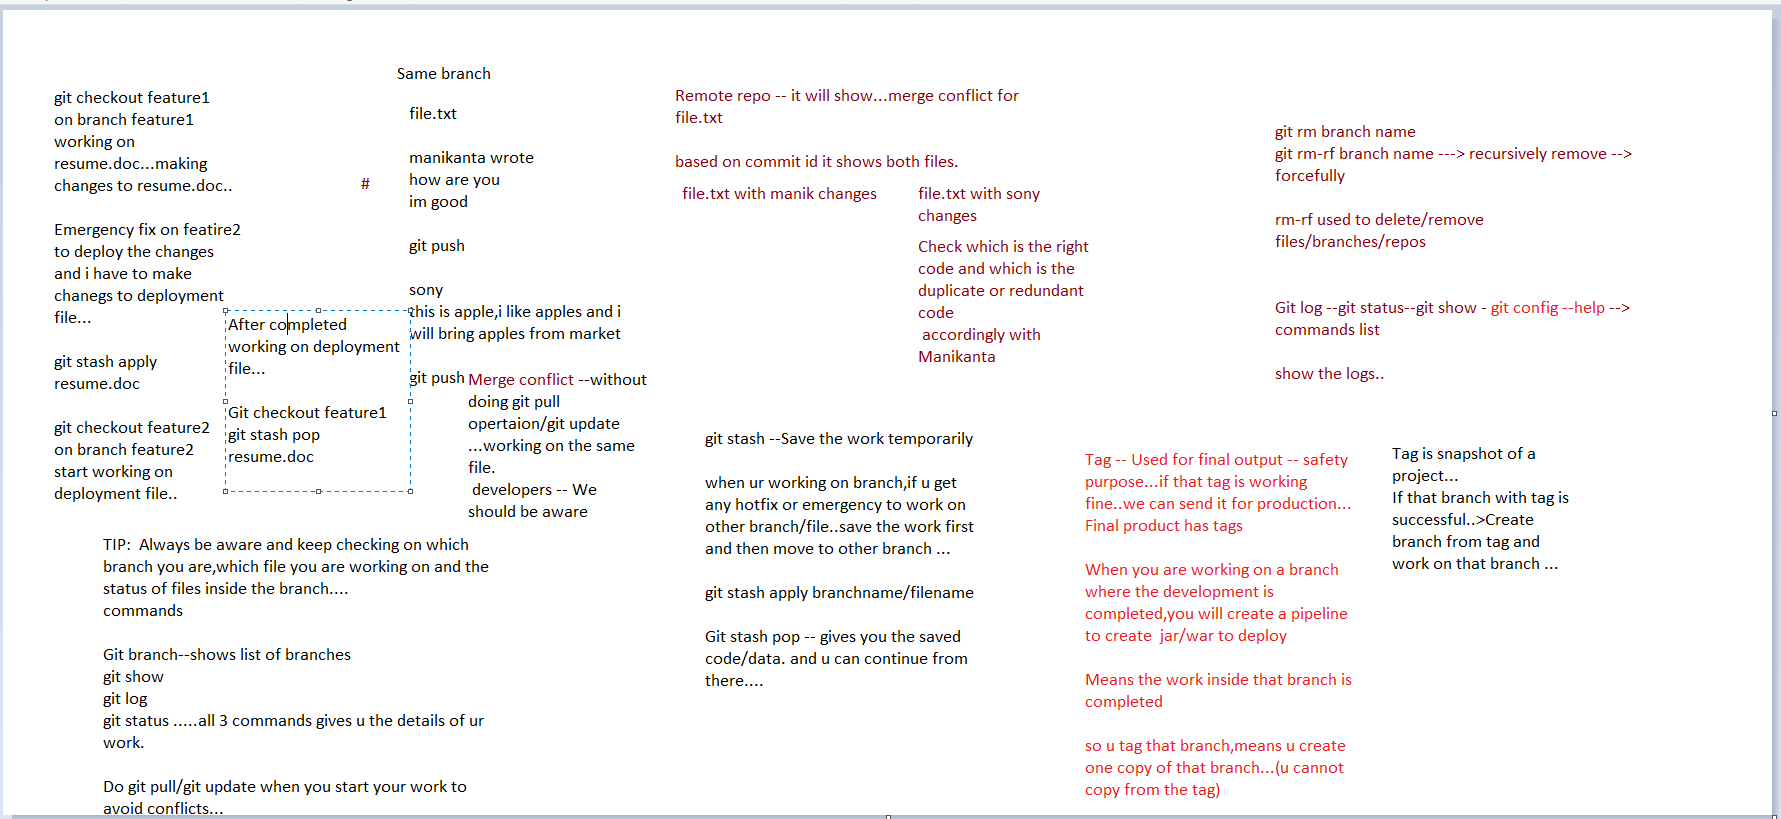 git checkout feature1
on branch feature1
working on
resume.doc...making
changes to resume.doc..
Emergency fix on featire2
to deploy the changes
and i have to make
chanegs to deployment
file...
git stash apply
resume.doc
git checkout feature2
on branch feature2
start working on
deployment file..
After completed
working on deployment
file...
Git checkout feature1
git stash pop
resume.doc
#
Same branch
file.txt
manikanta wrote
how are you
im good
git push
sony
this is apple,i like apples and i
will bring apples from market
git push
Merge conflict --without
doing git pull
opertaion/git update
...working on the same
file.
developers -- We
should be aware
TIP:  Always be aware and keep checking on which
branch you are,which file you are working on and the
status of files inside the branch....
commands
Git branch--shows list of branches
git show
git log
git status .....all 3 commands gives u the details of ur
work.
Do git pull/git update when you start your work to
avoid conflicts...
Remote repo -- it will show...merge conflict for
file.txt
based on commit id it shows both files.
file.txt with manik changes
file.txt with sony
changes
Check which is the right
code and which is the
duplicate or redundant
code
accordingly with
Manikanta
git stash --Save the work temporarily
when ur working on branch,if u get
any hotfix or emergency to work on
other branch/file..save the work first
and then move to other branch ...
git stash apply branchname/filename
Git stash pop -- gives you the saved
code/data. and u can continue from
there....
git rm branch name
git rm-rf branch name ---> recursively remove -->
forcefully
rm-rf used to delete/remove
files/branches/repos
Git log --git status--git show - git config --help -->
commands list
show the logs..
Tag -- Used for final output -- safety
purpose...if that tag is working
fine..we can send it for production...
Final product has tags
When you are working on a branch
where the development is
completed,you will create a pipeline
to create  jar/war to deploy
Means the work inside that branch is
completed
so u tag that branch,means u create
one copy of that branch...(u cannot
copy from the tag)
Tag is snapshot of a
project...
If that branch with tag is
successful..>Create
branch from tag and
work on that branch ...